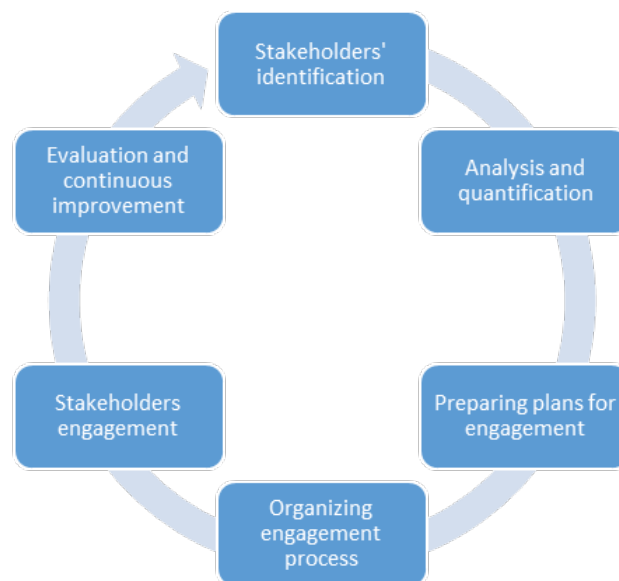 Stakeholders'
identification
Analysis and
quantification
Preparing plans for
engagement
Organizing
engagement
process
Stakeholders
engagement
Evaluation and
continuous
improvement